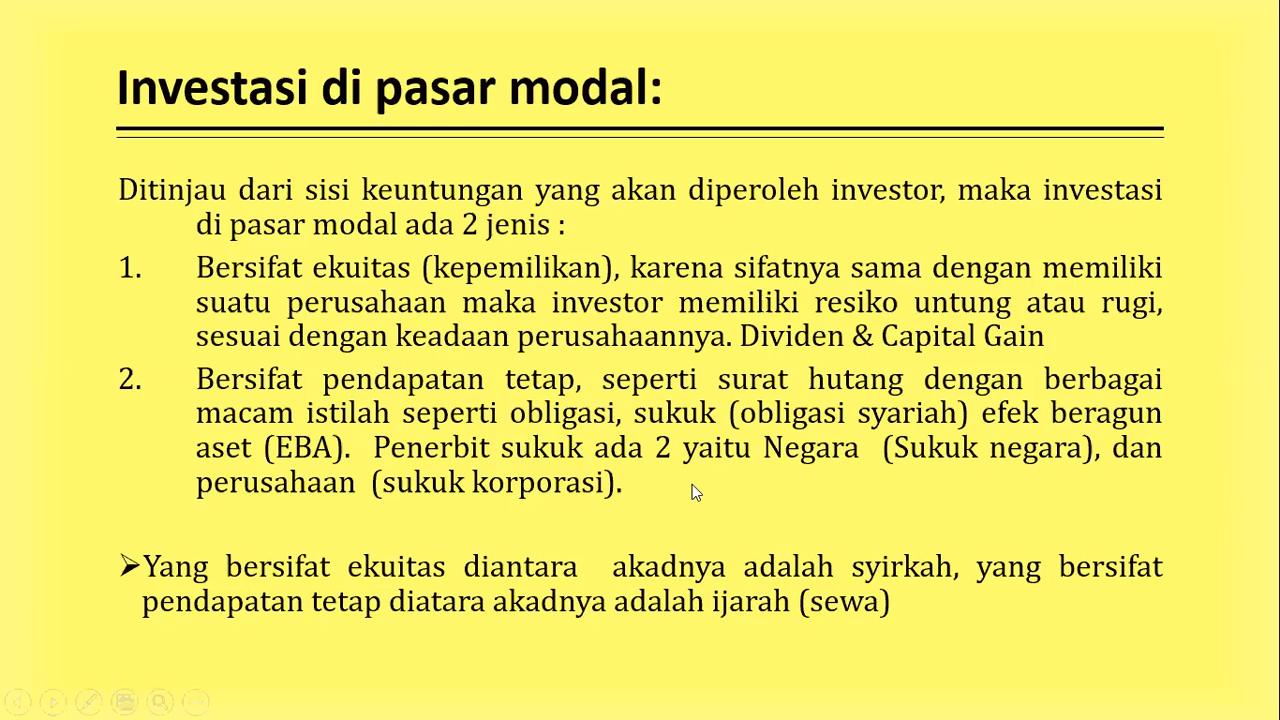 Investasi di pasar modal:
Ditinjau dari sisi keuntungan yang akan diperoleh investor, maka investasi
di pasar modal ada 2 jenis :
1. Bersifat ekuitas (kepemilikan), karena sifatnya sama dengan memiliki
suatu perusahaan maka investor memiliki resiko untung atau rugi,
sesuai dengan keadaan perusahaannya. Dividen & Capital Gain
2. Bersifat pendapatan tetap, seperti surat hutang dengan berbagai
macam istilah seperti obligasi, sukuk (obligasi syariah) efek beragun
aset (EBA). Penerbit sukuk ada 2 yaitu Negara (Sukuk negara), dan
perusahaan (sukuk korporasi).
➢Yang bersifat ekuitas diantara akadnya adalah syirkah, yang bersifat
pendapatan tetap diatara akadnya adalah ijarah (sewa)